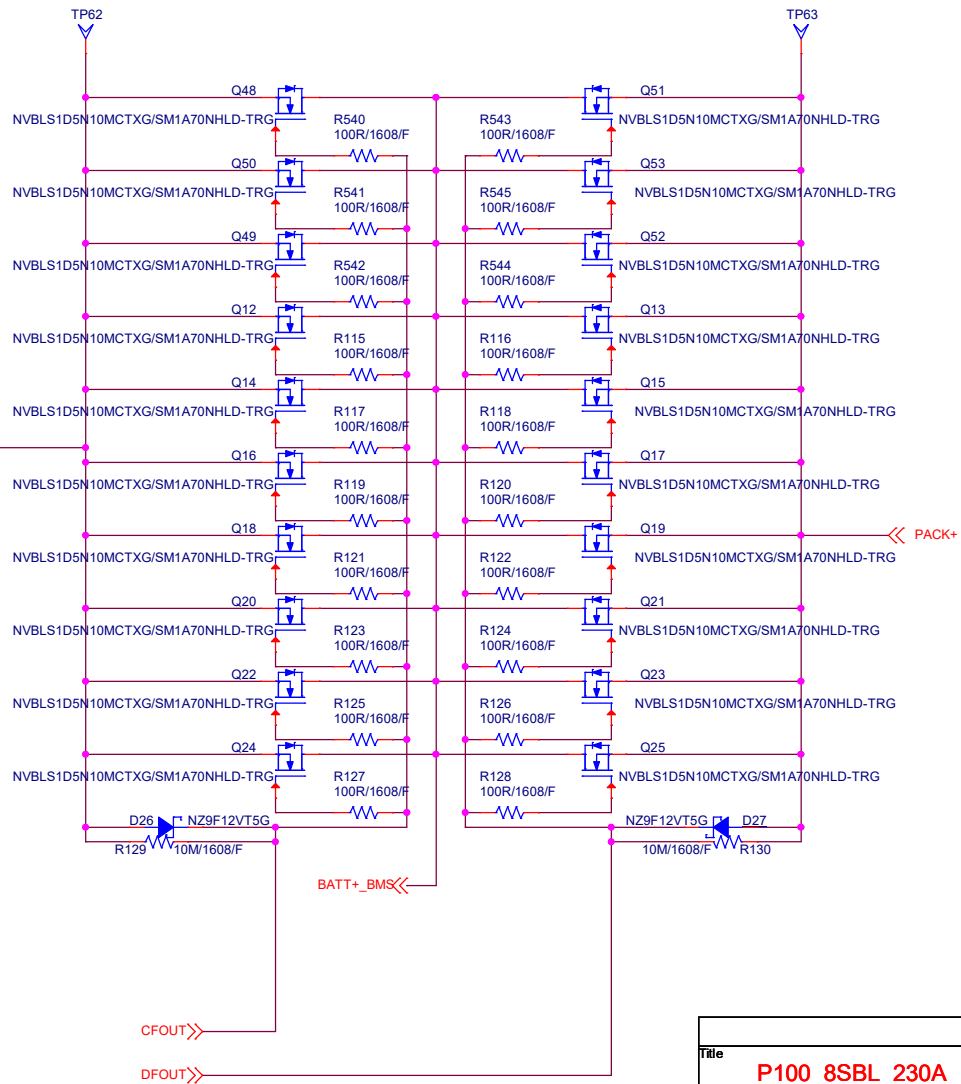 TP62
TP63
Q48
Q51
NVBLS1D5N10MCTXG/SM1A70NHLD-TRG
NVBLS1D5N10MCTXG/SM1A70NHLD-TRG
R540
100R/1608/F
R543
100R/1608/F
Q50
Q53
NVBLS1D5N10MCTXG/SM1A70NHLD-TRG
NVBLS1D5N10MCTXG/SM1A70NHLD-TRG
R541
100R/1608/F
R545
100R/1608/F
Q49
Q52
NVBLS1D5N10MCTXG/SM1A70NHLD-TRG
NVBLS1D5N10MCTXG/SM1A70NHLD-TRG
R542
100R/1608/F
R544
100R/1608/F
Q12
Q13
NVBLS1D5N10MCTXG/SM1A70NHLD-TRG
NVBLS1D5N10MCTXG/SM1A70NHLD-TRG
R115
100R/1608/F
R116
100R/1608/F
Q14
Q15
NVBLS1D5N10MCTXG/SM1A70NHLD-TRG
NVBLS1D5N10MCTXG/SM1A70NHLD-TRG
R117
100R/1608/F
R118
100R/1608/F
Q16
Q17
NVBLS1D5N10MCTXG/SM1A70NHLD-TRG
NVBLS1D5N10MCTXG/SM1A70NHLD-TRG
R119
100R/1608/F
R120
100R/1608/F
Q18
Q19
PACK+
NVBLS1D5N10MCTXG/SM1A70NHLD-TRG
NVBLS1D5N10MCTXG/SM1A70NHLD-TRG
R121
100R/1608/F
R122
100R/1608/F
Q20
Q21
NVBLS1D5N10MCTXG/SM1A70NHLD-TRG
NVBLS1D5N10MCTXG/SM1A70NHLD-TRG
R123
100R/1608/F
R124
100R/1608/F
Q22
Q23
NVBLS1D5N10MCTXG/SM1A70NHLD-TRG
NVBLS1D5N10MCTXG/SM1A70NHLD-TRG
R125
100R/1608/F
R126
100R/1608/F
Q24
Q25
NVBLS1D5N10MCTXG/SM1A70NHLD-TRG
NVBLS1D5N10MCTXG/SM1A70NHLD-TRG
R127
100R/1608/F
R128
100R/1608/F
D26 NZ9F12VT5G
NZ9F12VT5G D27
R129 10M/1608/F
10M/1608/F R130
BATT+_BMS
CFOUT
DFOUT
Title
P100 8SBL 230A